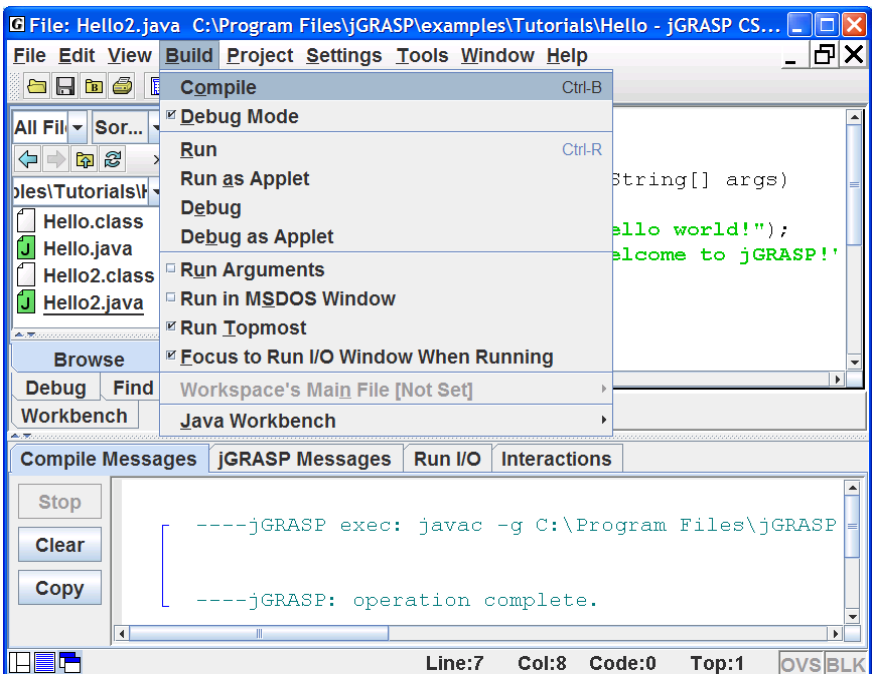 File: Hello2.java C:\Program Files\jGRASP\examples\Tutorials\Hello - jGRASP CS...
File Edit View Build Project Settings Tools Window Help
Compile Ctrl-B
Debug Mode
Run Ctrl-R
Run as Applet
Debug
Debug as Applet
Run Arguments
Run in MSDOS Window
Run Topmost
Focus to Run I/O Window When Running
Workspace's Main File [Not Set]
Java Workbench
All Fil Sor...
ples\Tutorials\H
Hello.class
Hello.java
Hello2.class
Hello2.java
Browse
Debug Find
Workbench
String[] args)
ello world!");
elcome to jGRASP!'
Compile Messages jGRASP Messages Run I/O Interactions
Stop
Clear
Copy
----jGRASP exec: javac -g C:\Program Files\jGRASP
----jGRASP: operation complete.
Line:7 Col:8 Code:0 Top:1 OVS BLK